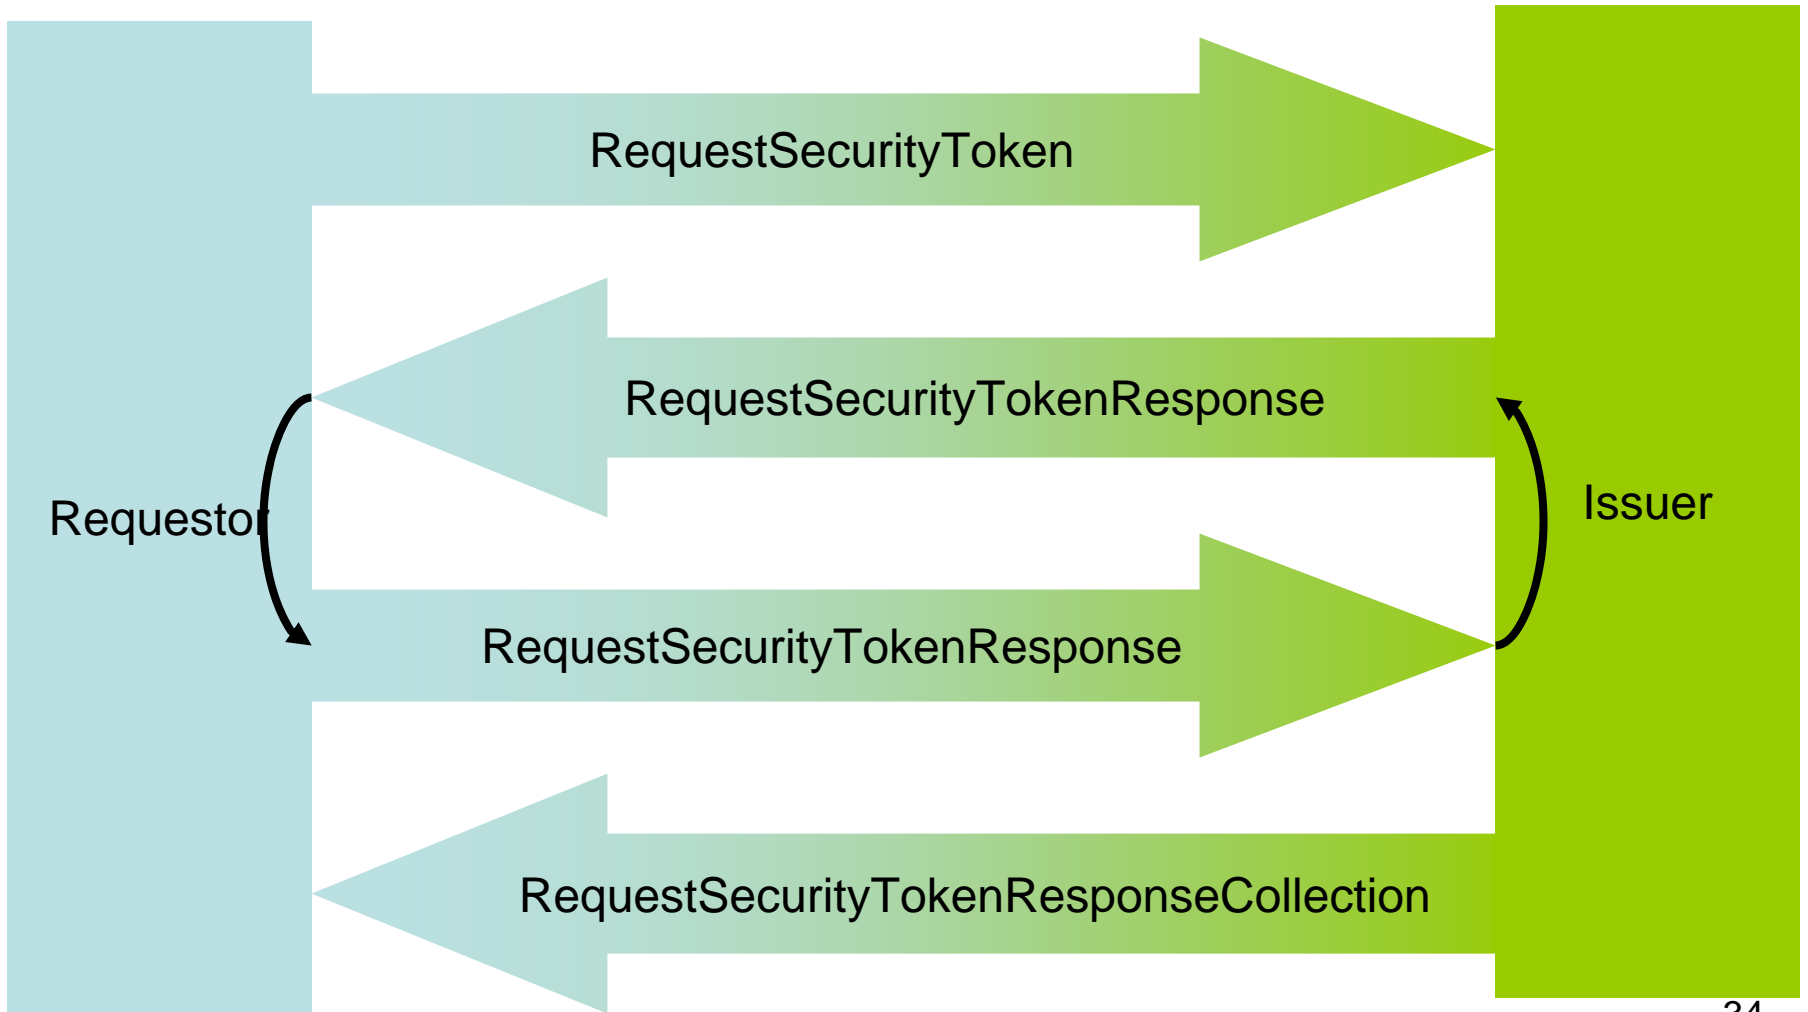 RequestSecurityToken
RequestSecurityTokenResponse
Requestor
Issuer
RequestSecurityTokenResponse
RequestSecurityTokenResponseCollection